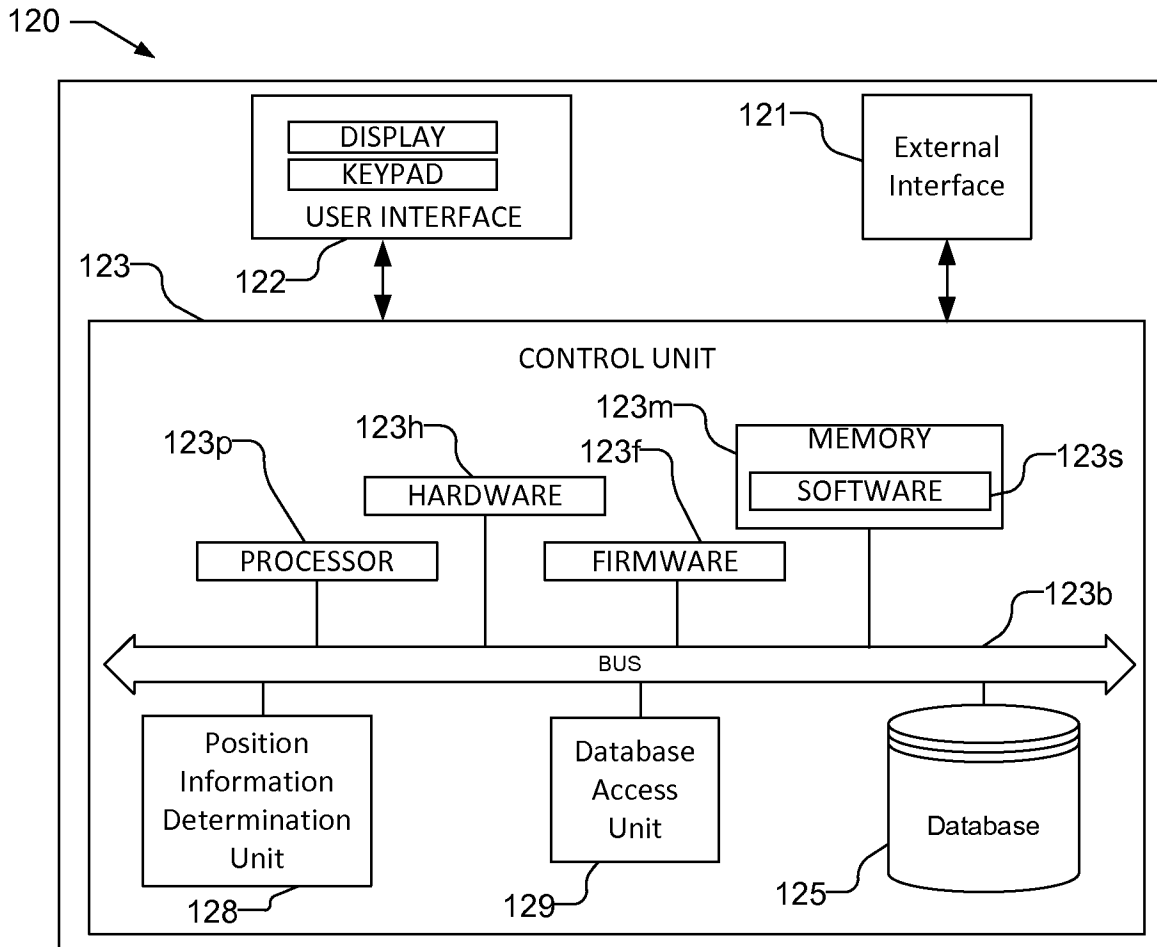 120
DISPLAY
KEYPAD
USER INTERFACE
122
121
External
Interface
123
CONTROL UNIT
123p
123h
123f
123m
MEMORY
SOFTWARE
123s
HARDWARE
PROCESSOR
FIRMWARE
123b
BUS
Position
Information
Determination
Unit
128
Database
Access
Unit
129
Database
125